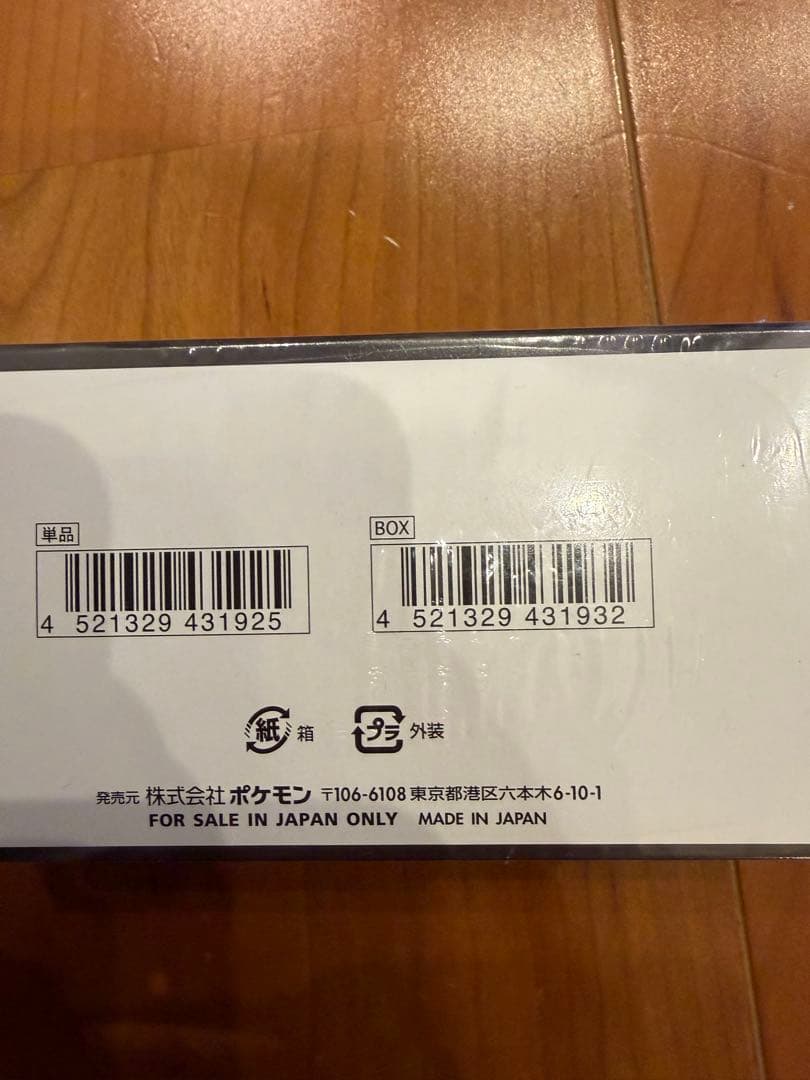 単品
4 521329 431925
BOX
4 521329 431932
紙 箱 プラ 外装
発売元 株式会社 ポケモン 〒106-6108 東京都港区六本木6-10-1
FOR SALE IN JAPAN ONLY MADE IN JAPAN